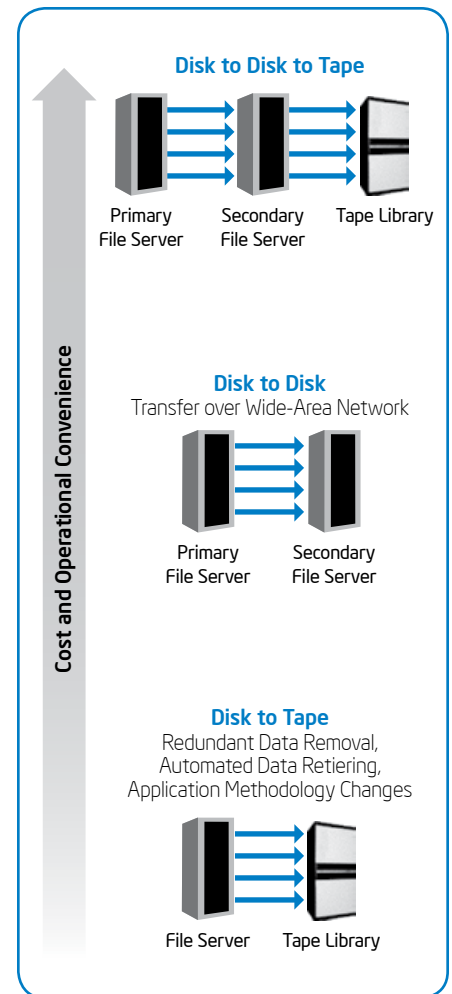 Disk to Disk to Tape
Primary
File Server
Secondary
File Server
Tape Library
Cost and Operational Convenience
Disk to Disk
Transfer over Wide-Area Network
Primary
File Server
Secondary
File Server
Disk to Tape
Redundant Data Removal,
Automated Data Retiering,
Application Methodology Changes
File Server
Tape Library